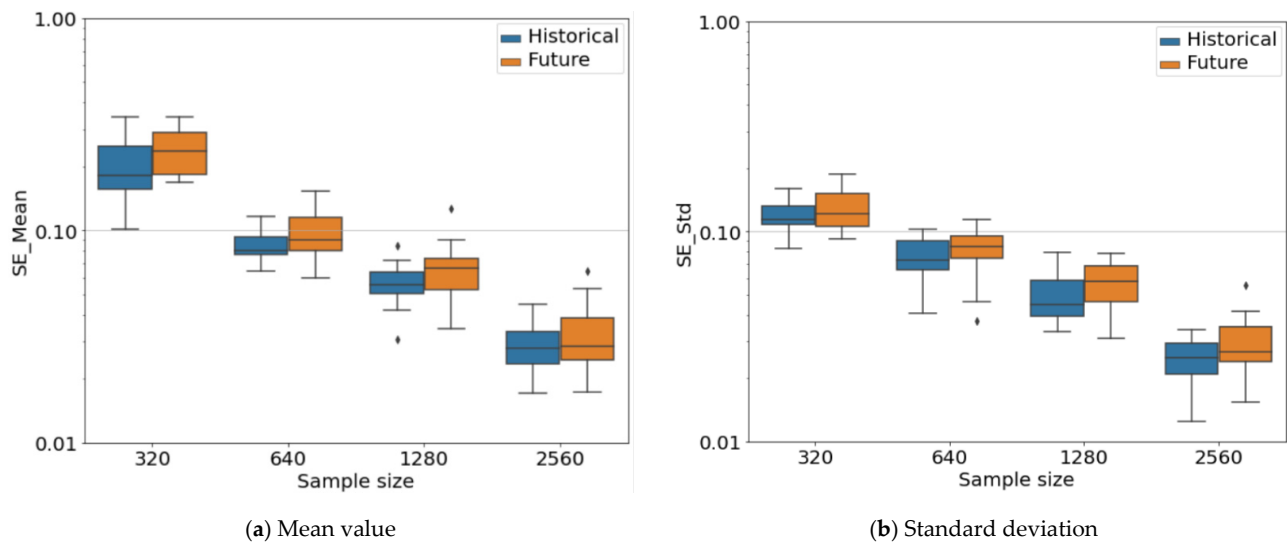 1.00
0.10
0.01
SE_Mean
Historical
Future
320 640 1280 2560
Sample size
(a) Mean value
1.00
0.10
0.01
SE_Std
Historical
Future
320 640 1280 2560
Sample size
(b) Standard deviation